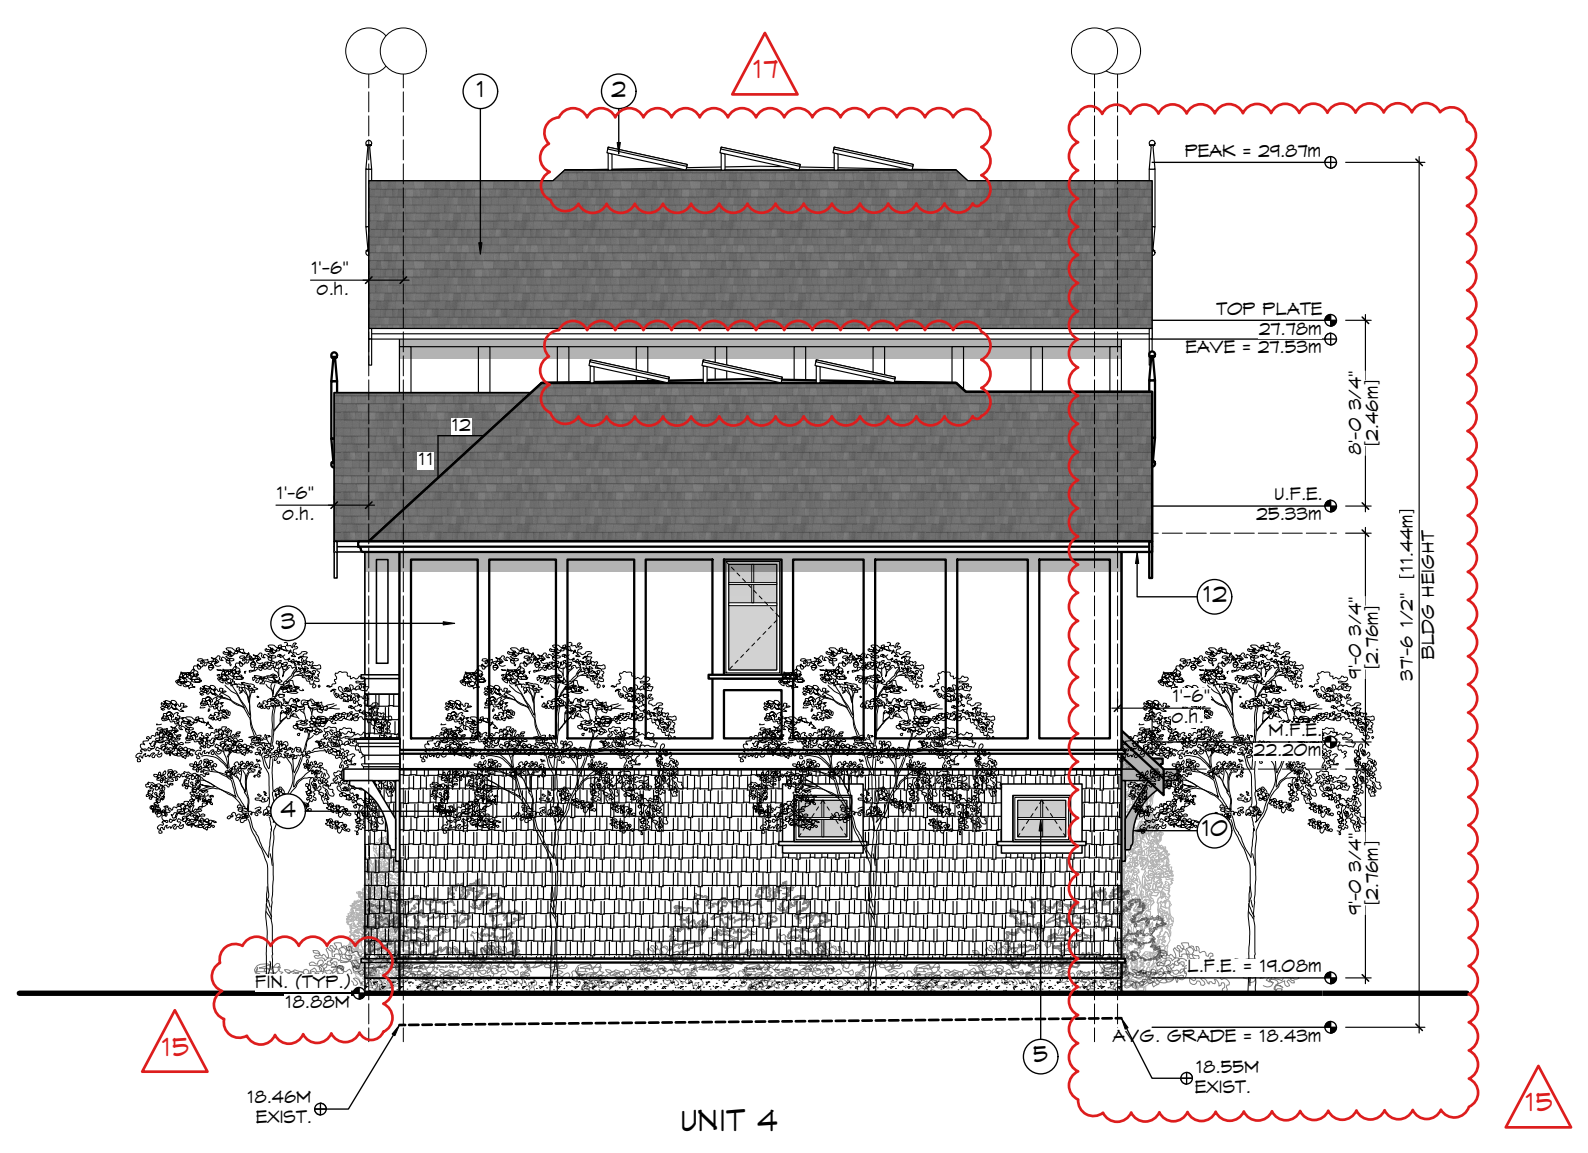 17
1
2
PEAK = 29.87m
1'-6"
o.h.
TOP PLATE
27.78m
EAVE = 27.53m
8'-0 3/4"
[2.46m]
12
11
1'-6"
o.h.
U.F.E.
25.33m
37'-6 1/2" [11.44m]
BLDG HEIGHT
12
3
9'-0 3/4"
[2.76m]
1'-6"
o.h.
M.F.E.
22.20m
4
10
9'-0 3/4"
[2.76m]
L.F.E. = 19.08m
FIN. (TYP.)
18.88M
15
AVG. GRADE = 18.43m
5
18.55M
EXIST.
18.46M
EXIST.
15
UNIT 4